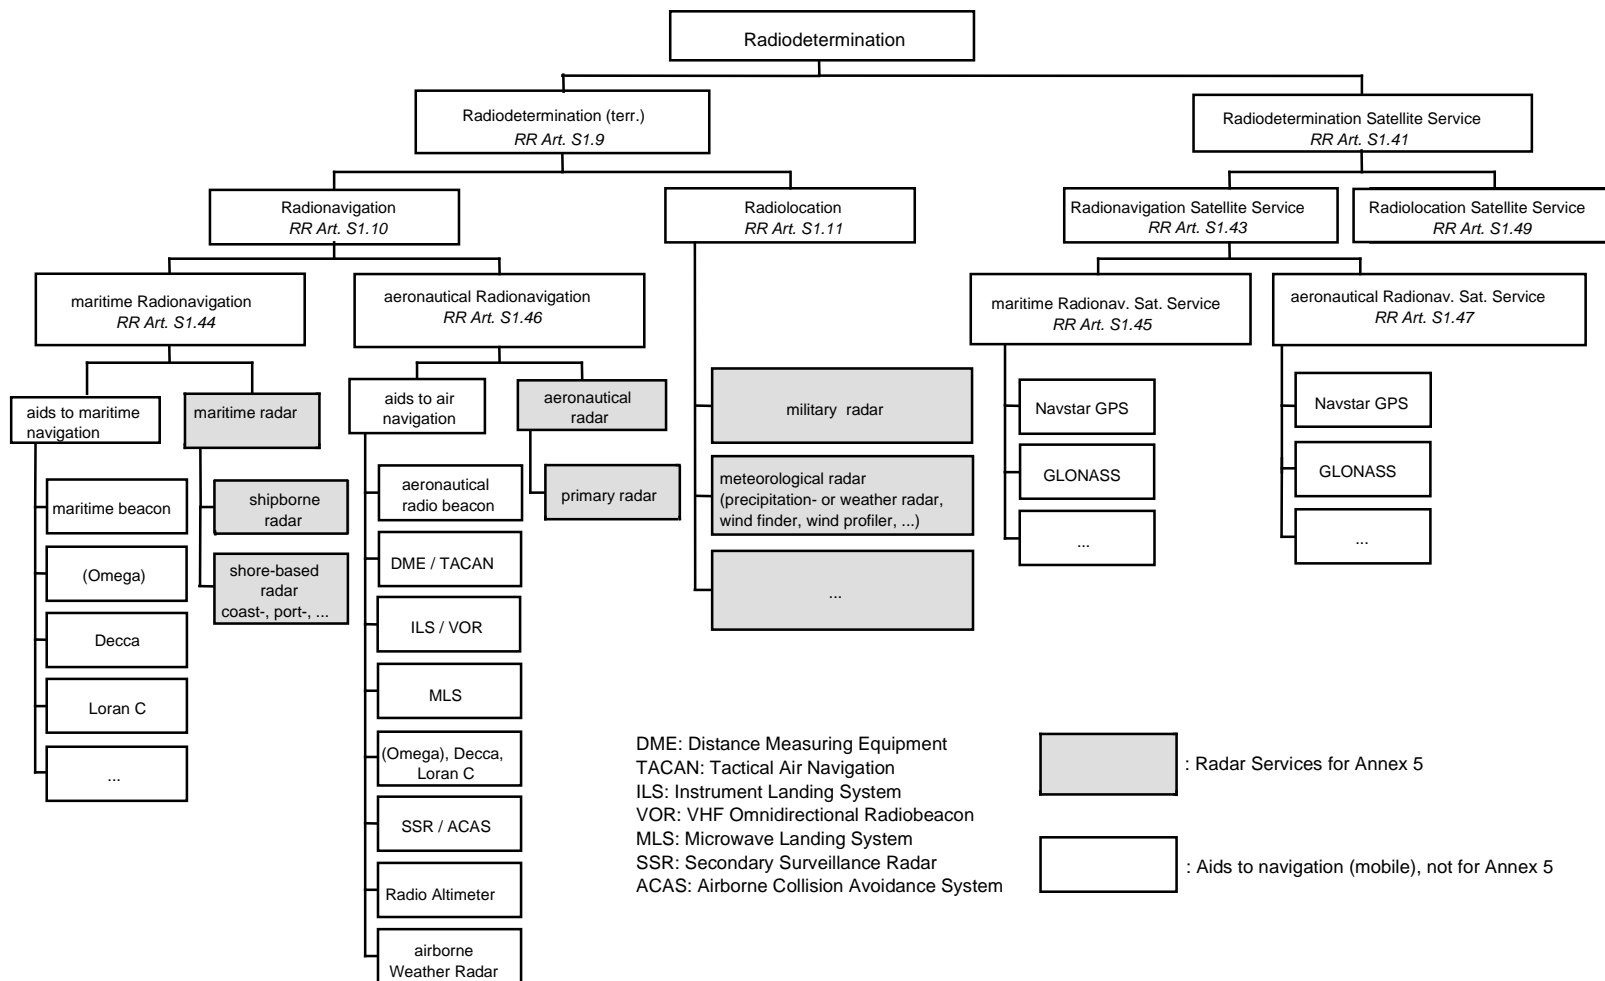 Radiodetermination
Radiodetermination (terr.)
RR Art. S1.9
Radiodetermination Satellite Service
RR Art. S1.41
Radionavigation
RR Art. S1.10
Radiolocation
RR Art. S1.11
Radionavigation Satellite Service
RR Art. S1.43
Radiolocation Satellite Service
RR Art. S1.49
maritime Radionavigation
RR Art. S1.44
aeronautical Radionavigation
RR Art. S1.46
maritime Radionav. Sat. Service
RR Art. S1.45
aeronautical Radionav. Sat. Service
RR Art. S1.47
aids to maritime
navigation
maritime radar
aids to air
navigation
aeronautical
radar
maritime beacon
(Omega)
Decca
Loran C
...
shipborne
radar
shore-based
radar
coast-, port-, ...
aeronautical
radio beacon
DME / TACAN
ILS / VOR
MLS
(Omega), Decca,
Loran C
SSR / ACAS
Radio Altimeter
airborne
Weather Radar
primary radar
military radar
meteorological radar
(precipitation- or weather radar,
wind finder, wind profiler, ...)
...
Navstar GPS
GLONASS
...
Navstar GPS
GLONASS
...
DME: Distance Measuring Equipment
TACAN: Tactical Air Navigation
ILS: Instrument Landing System
VOR: VHF Omnidirectional Radiobeacon
MLS: Microwave Landing System
SSR: Secondary Surveillance Radar
ACAS: Airborne Collision Avoidance System
: Radar Services for Annex 5
: Aids to navigation (mobile), not for Annex 5